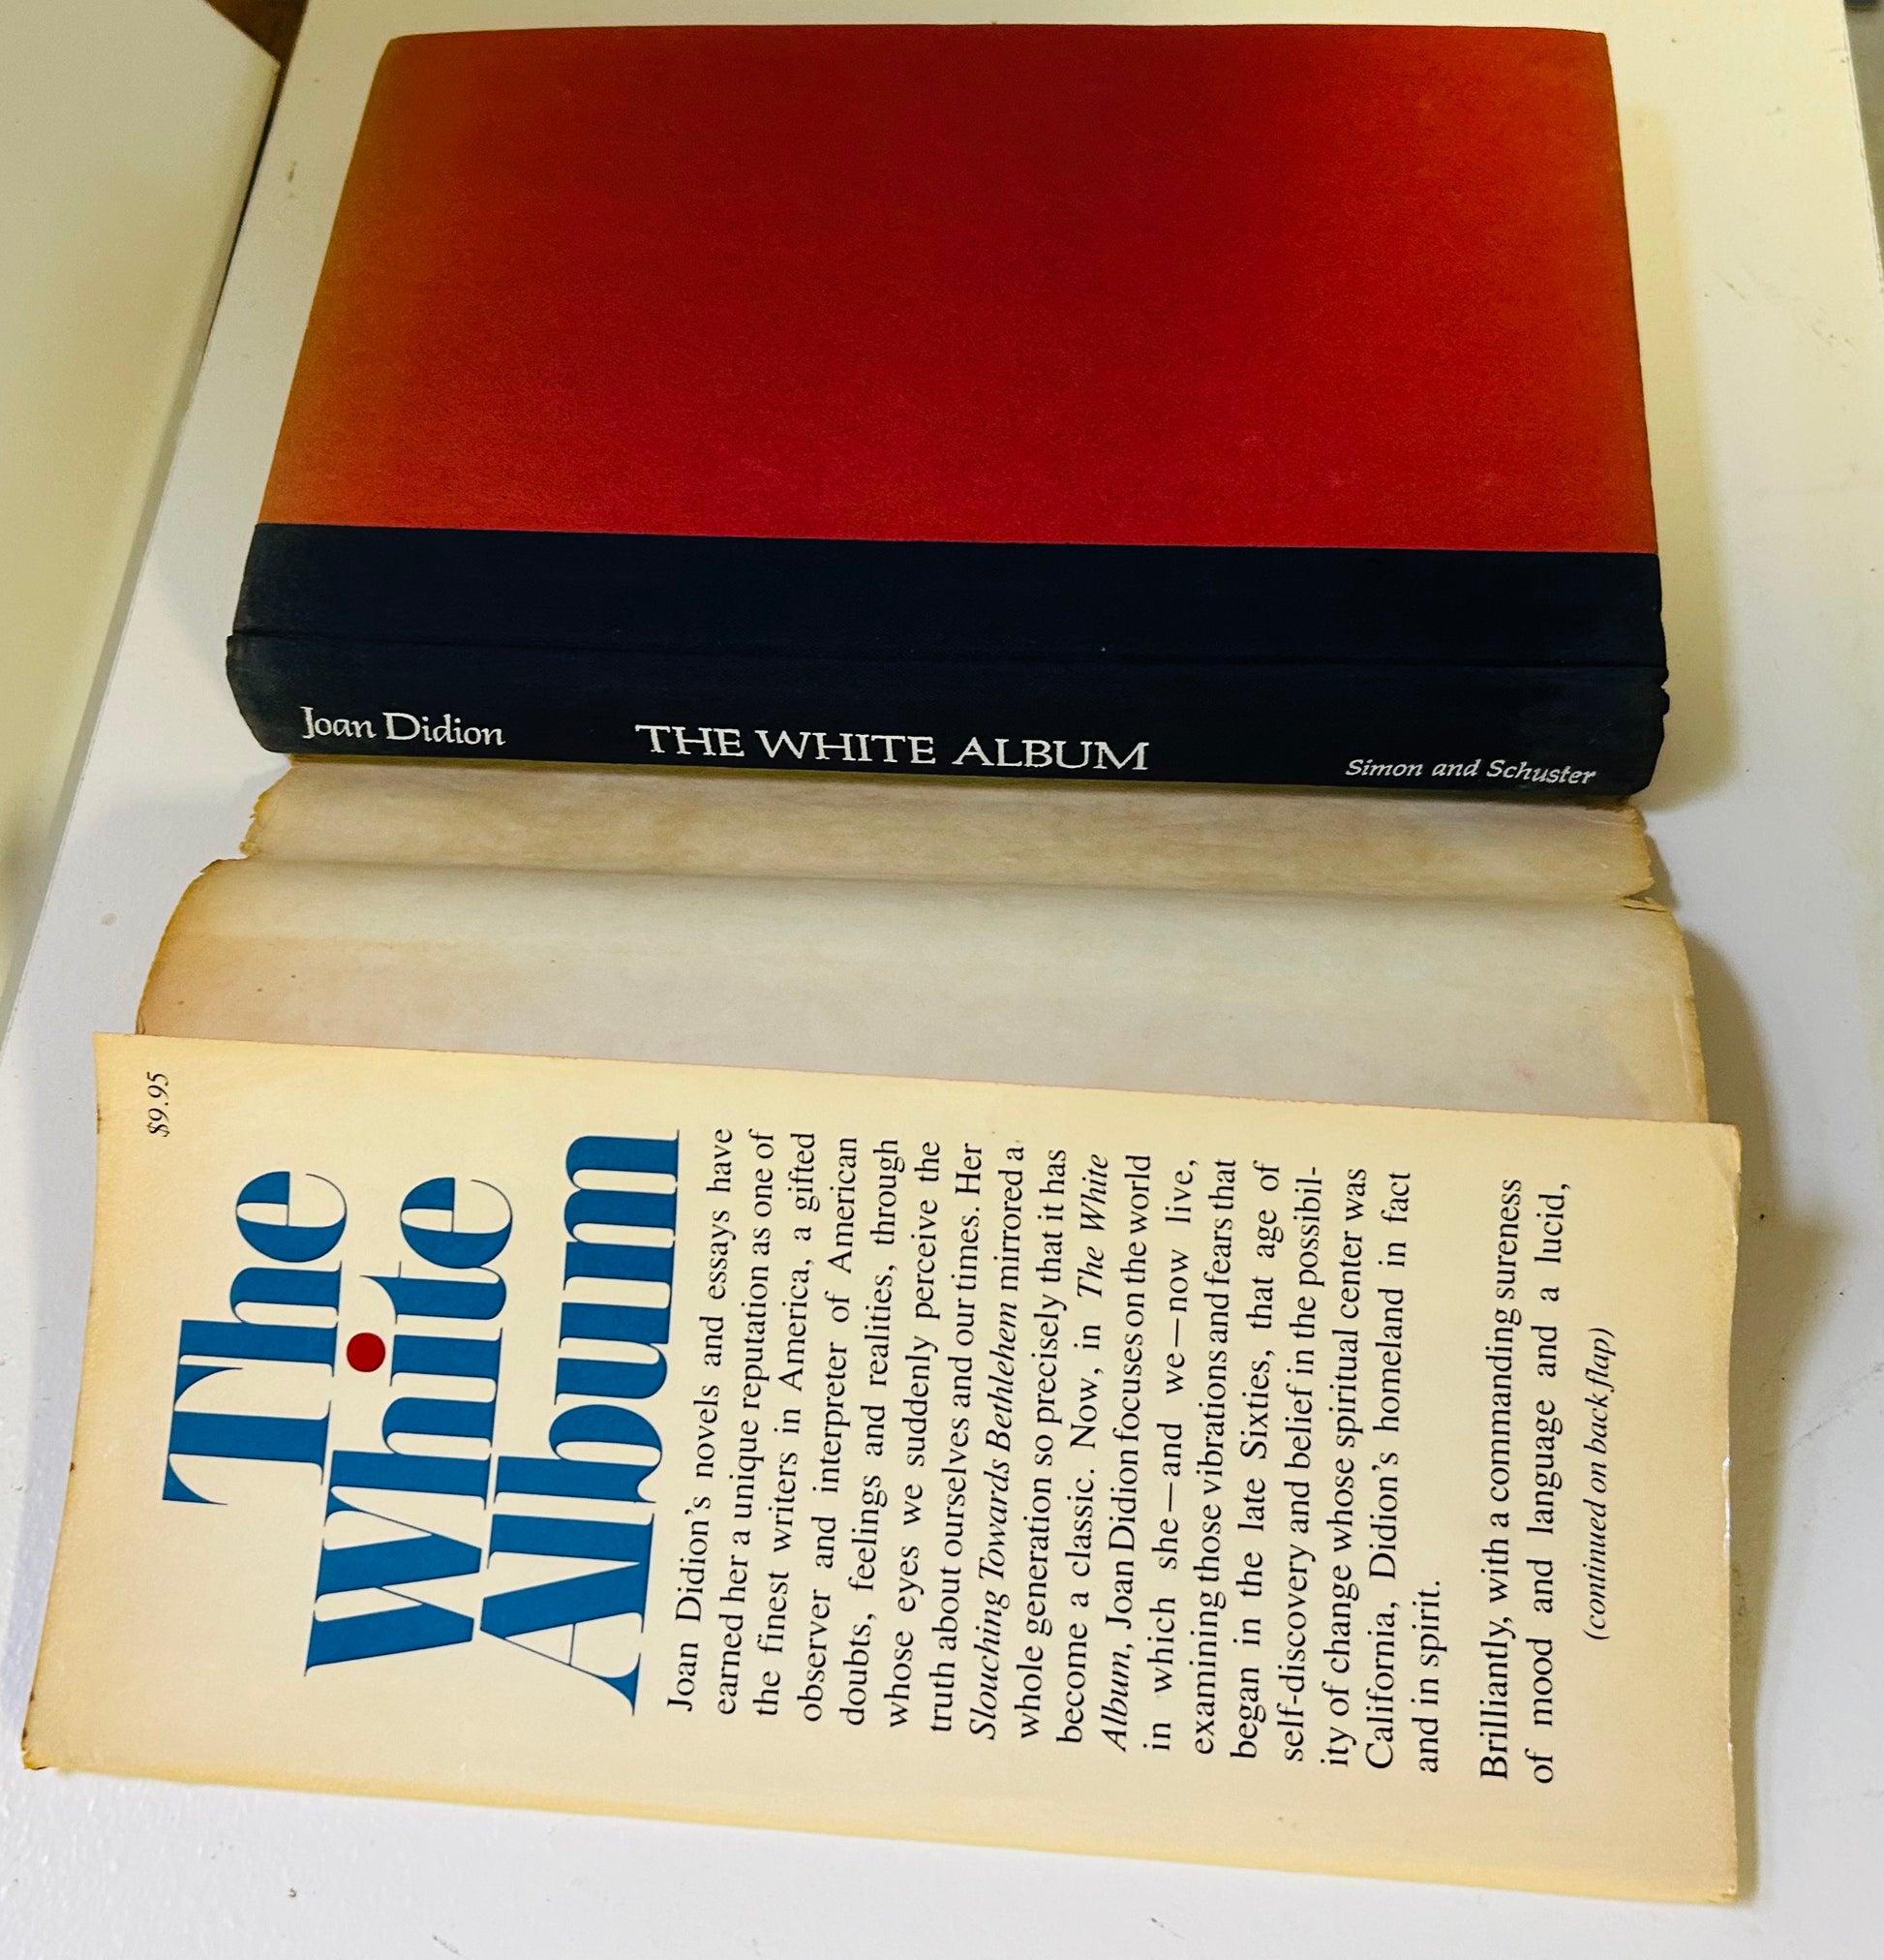 Joan Didion
THE WHITE ALBUM
Simon and Schuster
$9.95
The
White
Album
Joan Didion's novels and essays have
earned her a unique reputation as one of
the finest writers in America, a gifted
observer and interpreter of American
doubts, feelings and realities, through
whose eyes we suddenly perceive the
truth about ourselves and our times. Her
Slouching Towards Bethlehem mirrored a
whole generation so precisely that it has
become a classic. Now, in The White
Album, Joan Didion focuses on the world
in which she—and we—now live,
examining those vibrations and fears that
began in the late Sixties, that age of
self-discovery and belief in the possibil-
ity of change whose spiritual center was
California, Didion's homeland in fact
and in spirit.
Brilliantly, with a commanding sureness
of mood and language and a lucid,
(continued on back flap)